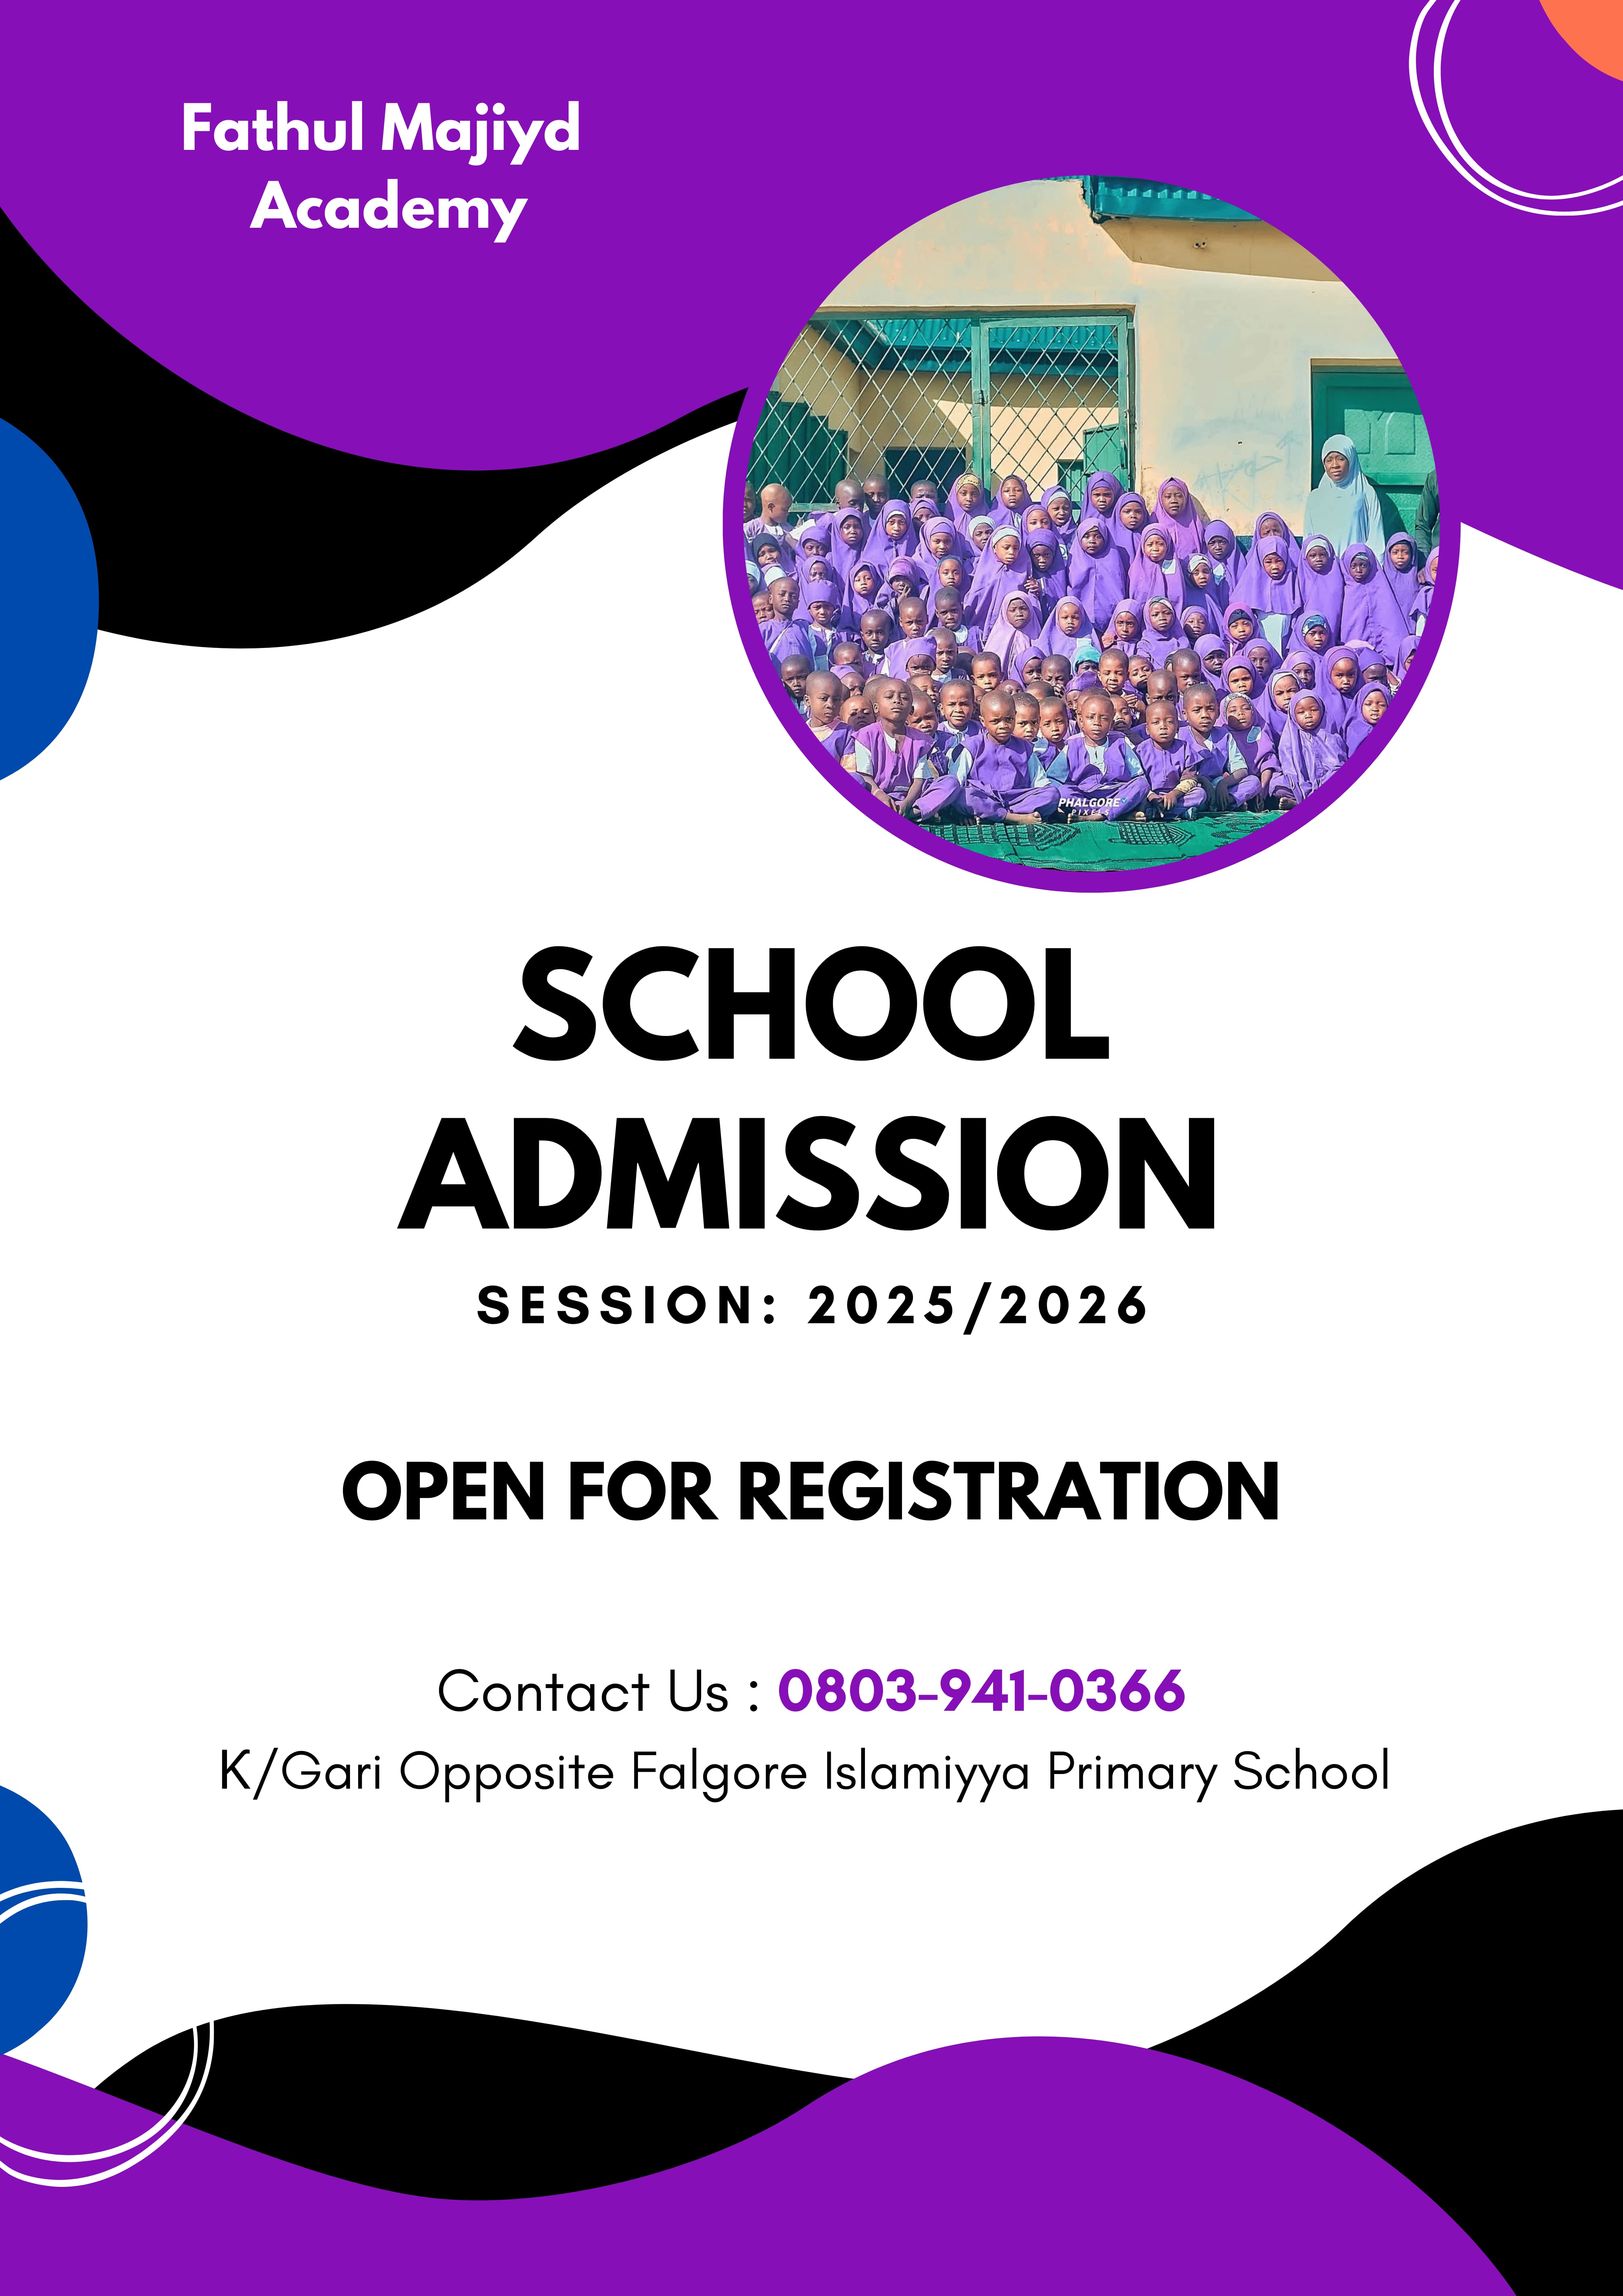 Fathul Majiyd
Academy
PHALGORE
PIXELS
SCHOOL
ADMISSION
SESSION: 2025/2026
OPEN FOR REGISTRATION
Contact Us : 0803-941-0366
K/Gari Opposite Falgore Islamiyya Primary School